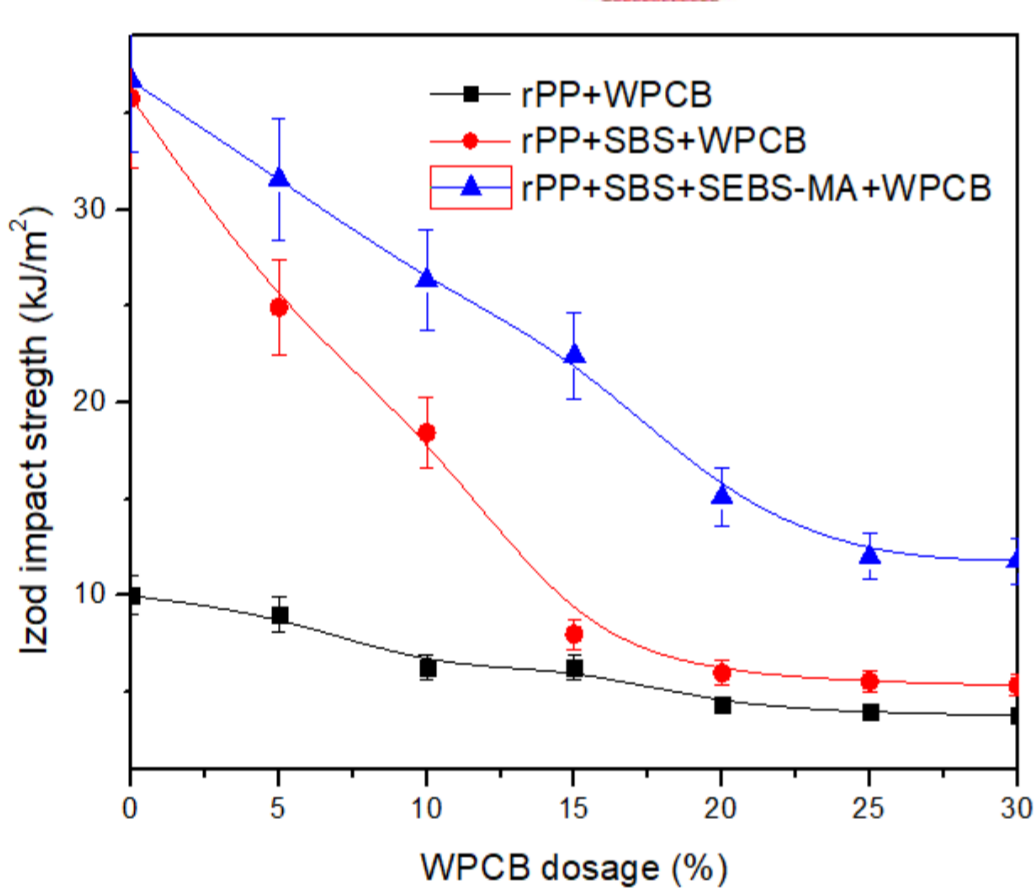 rPP+WPCB
rPP+SBS+WPCB
rPP+SBS+SEBS-MA+WPCB
30
20
10
Izod impact stregth (kJ/m²)
0 5 10 15 20 25 30
WPCB dosage (%)